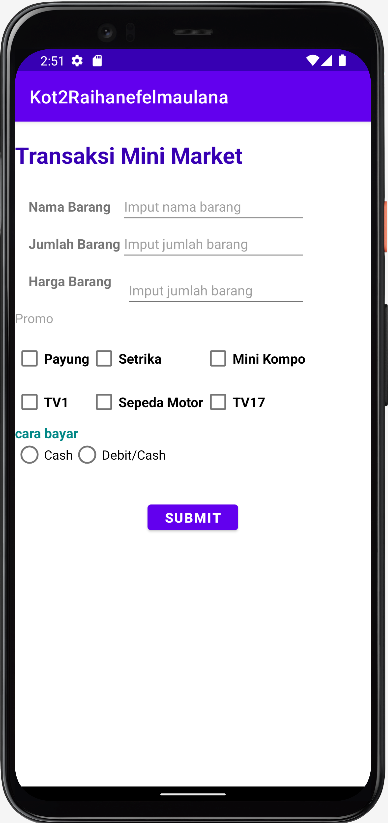 2:51
Kot2Raihanefelmaulana
Transaksi Mini Market
Nama Barang Imput nama barang
Jumlah Barang Imput jumlah barang
Harga Barang Imput jumlah barang
Promo
Payung Setrika Mini Kompo
TV1 Sepeda Motor TV17
cara bayar
Cash Debit/Cash
SUBMIT